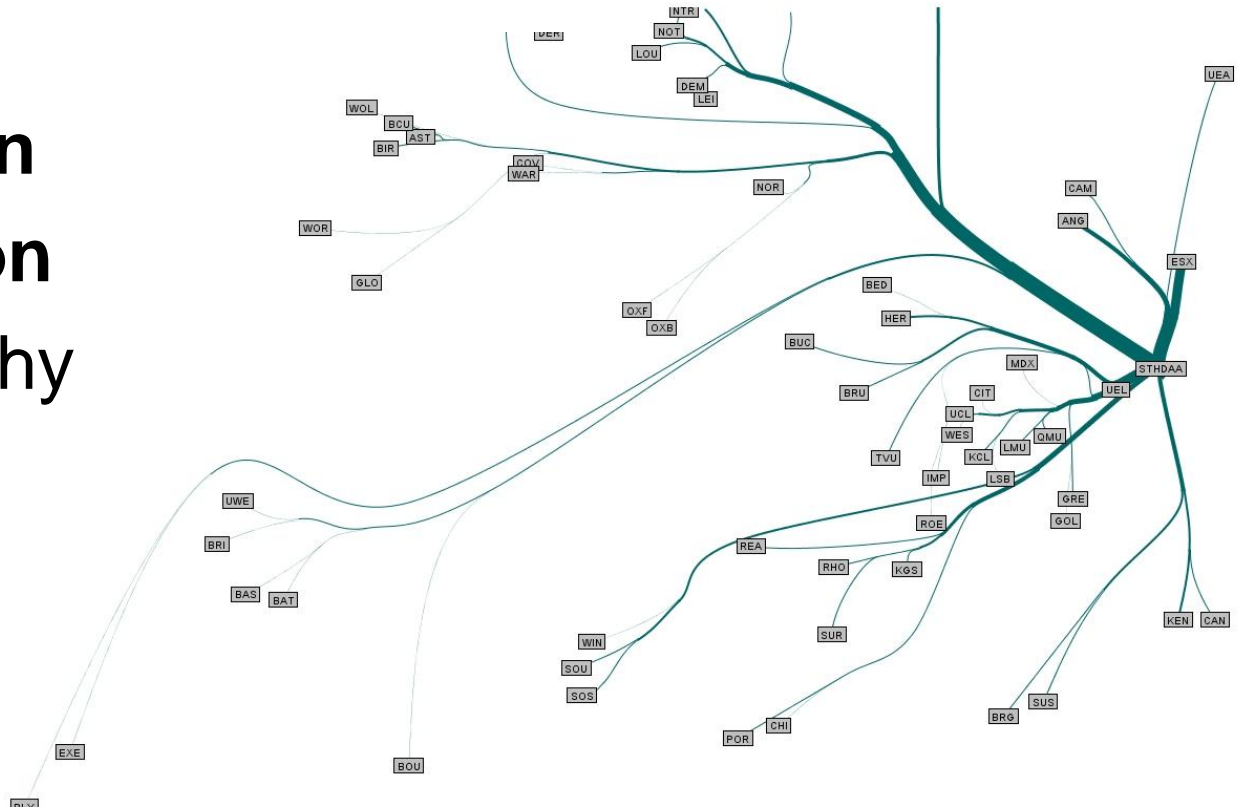 NTR
NOT
LOU
DER
DEM
LEI
UEA
WOL
BCU
AST
BIR
n
COV
WAR
NOR
CAM
ANG
WOR
on
ESX
GLO
BED
OXF
HER
OXB
BUC
hy
MDX
STHDAA
UEL
BRU
CIT
UCL
WES
QMU
LMU
TVU
KCL
IMP
LSB
UWE
GRE
ROE
GOL
BRI
REA
RHO
KGS
BAS
BAT
KEN
CAN
SUR
WIN
SOU
SOS
SUS
BRG
CHI
POR
EXE
BOU